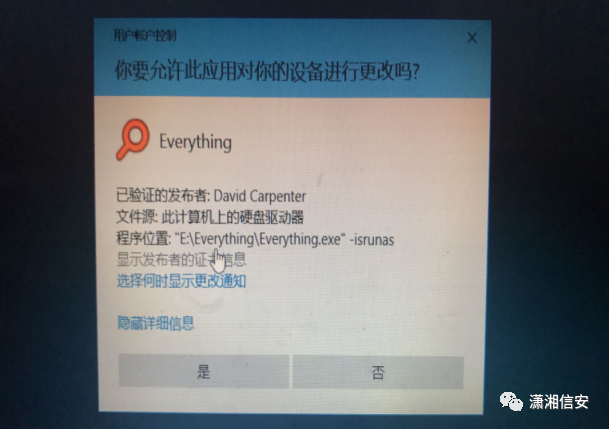 用户帐户控制
你要允许此应用对你的设备进行更改吗?
Everything
已验证的发布者: David Carpenter
文件源: 此计算机上的硬盘驱动器
程序位置: "E:\Everything\Everything.exe" -isrunas
显示发布者的证书信息
选择何时显示更改通知
隐藏详细信息
是
否
潇湘信安